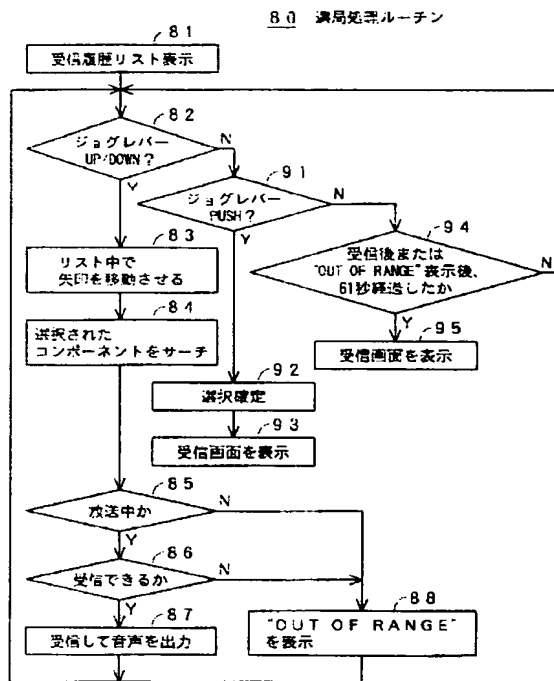 80 選局処理ルーチン
81
受信履歴リスト表示
82
ジョグレバー
UP/DOWN?
N
Y
91
ジョグレバー
PUSH?
N
Y
94
受信後または
"OUT OF RANGE"表示後、
61秒経過したか
N
Y
95
受信画面を表示
83
リスト中で
矢印を移動させる
84
選択された
コンポーネントをサーチ
92
選択確定
93
受信画面を表示
85
放送中か
N
Y
86
受信できるか
N
Y
87
受信して音声を出力
88
"OUT OF RANGE"
を表示